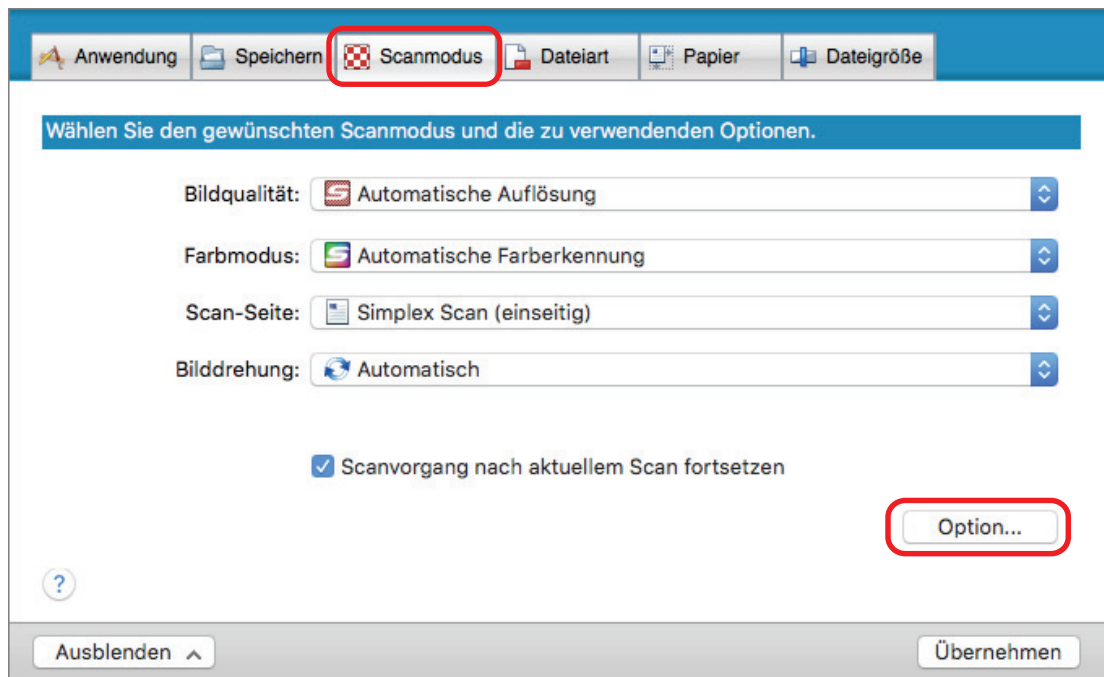 Anwendung Speichern Scanmodus Dateiart Papier Dateigröße
Wählen Sie den gewünschten Scanmodus und die zu verwendenden Optionen.
Bildqualität: Automatische Auflösung
Farbmodus: Automatische Farberkennung
Scan-Seite: Simplex Scan (einseitig)
Bilddrehung: Automatisch
Scanvorgang nach aktuellem Scan fortsetzen
Option...
?
Ausblenden Übernehmen